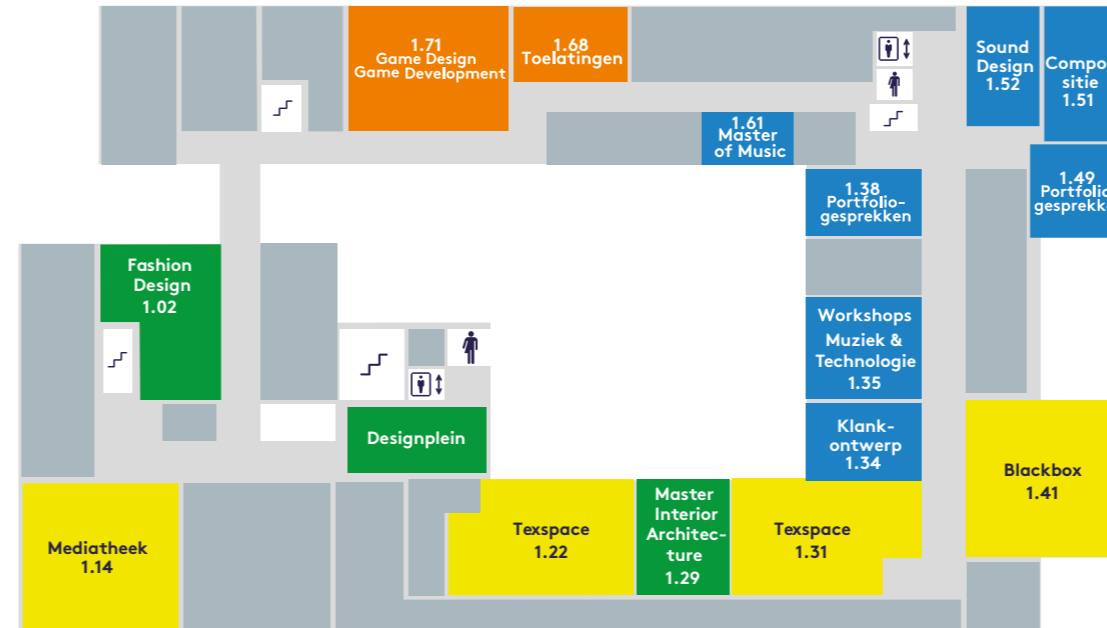 1.71
Game Design
Game Development
1.68
Toelatingen
Sound
Design
1.52
Compo
sitie
1.51
1.61
Master
of Music
1.49
Portfolio
gesprekke
1.38
Portfolio-
gesprekken
Fashion
Design
1.02
Workshops
Muziek &
Technologie
1.35
Designplein
Klank-
ontwerp
1.34
Blackbox
1.41
Mediatheek
1.14
Texspace
1.22
Master
Interior
Architec-
ture
1.29
Texspace
1.31